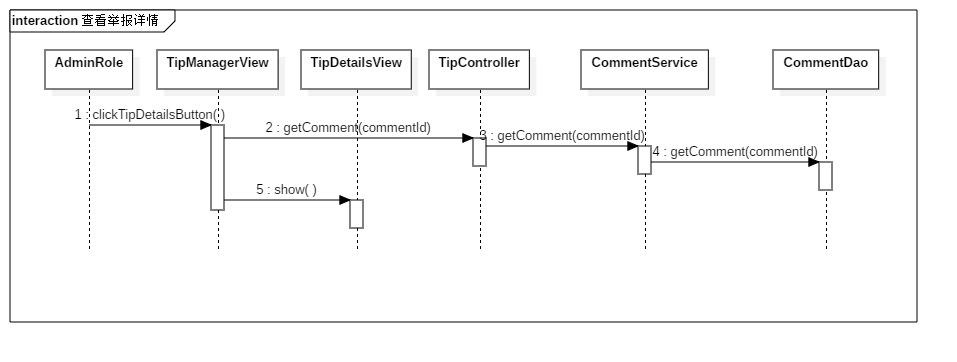 interaction 查看举报详情
AdminRole
TipManagerView
TipDetailsView
TipController
CommentService
CommentDao
1 : clickTipDetailsButton( )
2 : getComment(commentId)
3 : getComment(commentId)
4 : getComment(commentId)
5 : show( )